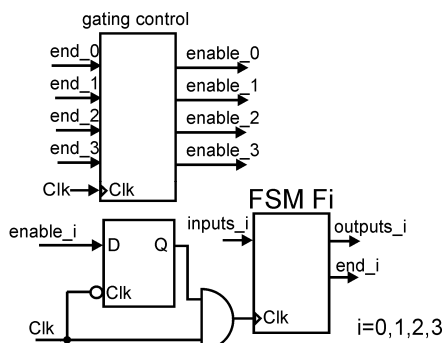 gating control
end_0
enable_0
end_1
enable_1
end_2
enable_2
end_3
enable_3
Clk
Clk
FSM Fi
enable_i
D
Q
inputs_i
outputs_i
end_i
Clk
Clk
Clk
i=0,1,2,3